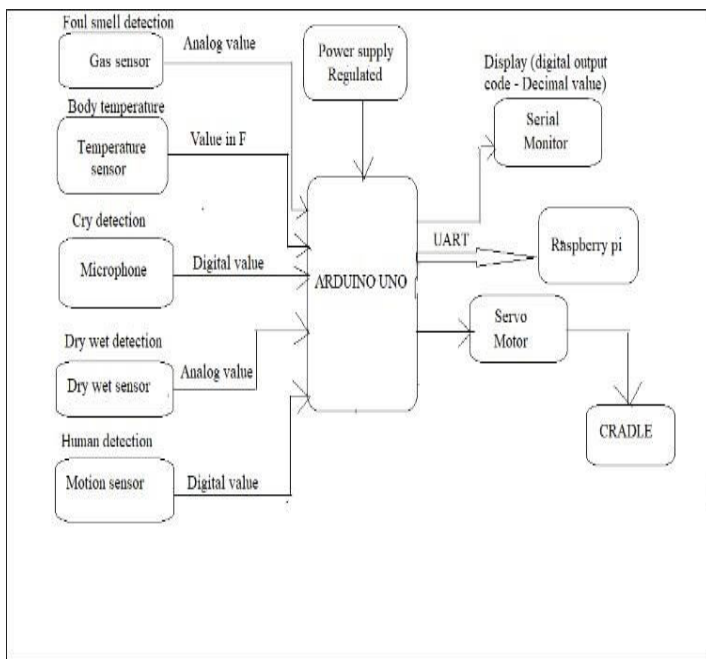 Foul smell detection
Gas sensor
Analog value
Body temperature
Temperature
sensor
Value in F
Cry detection
Microphone
Digital value
Dry wet detection
Dry wet sensor
Analog value
Human detection
Motion sensor
Digital value
Power supply
Regulated
ARDUINO UNO
Display (digital output
code - Decimal value)
Serial
Monitor
UART
Raspberry pi
Servo
Motor
CRADLE